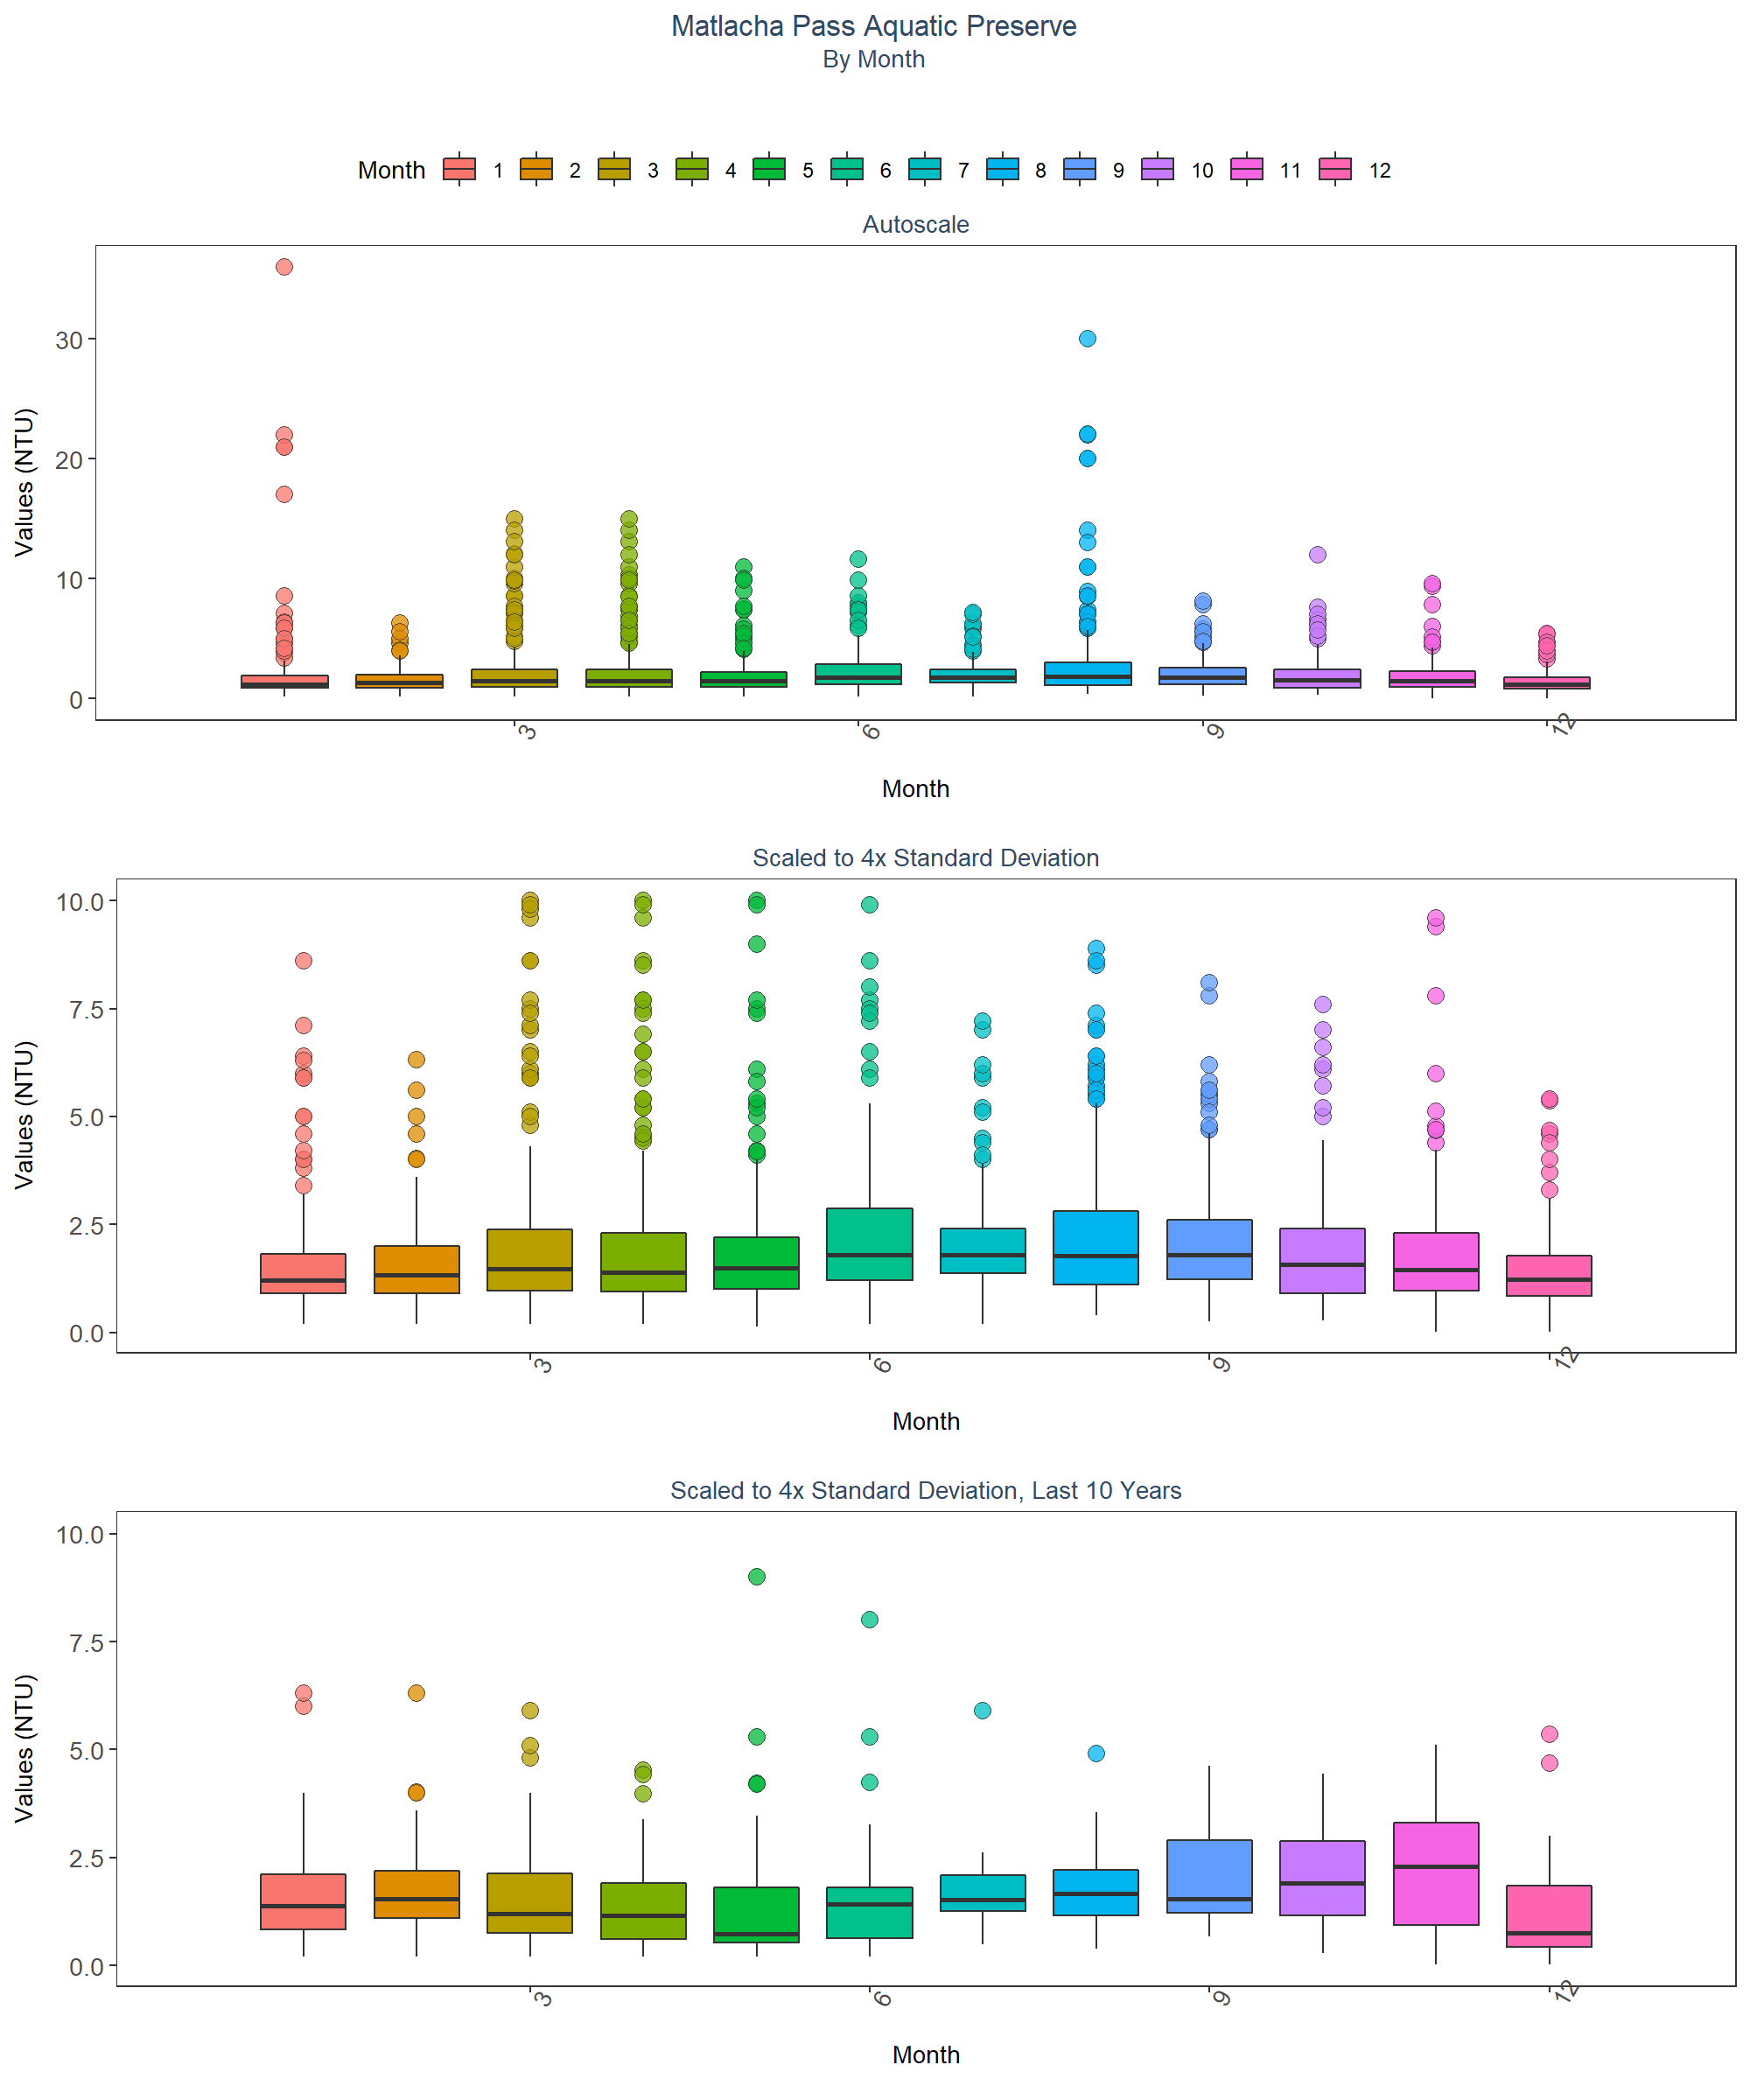 Matlacha Pass Aquatic Preserve
By Month
Month 1 2 3 4 5 6 7 8 9 10 11 12
Autoscale
Values (NTU)
30
20
10
0
3 6 9 12
Month
Scaled to 4x Standard Deviation
Values (NTU)
10.0
7.5
5.0
2.5
0.0
3 6 9 12
Month
Scaled to 4x Standard Deviation, Last 10 Years
Values (NTU)
10.0
7.5
5.0
2.5
0.0
3 6 9 12
Month